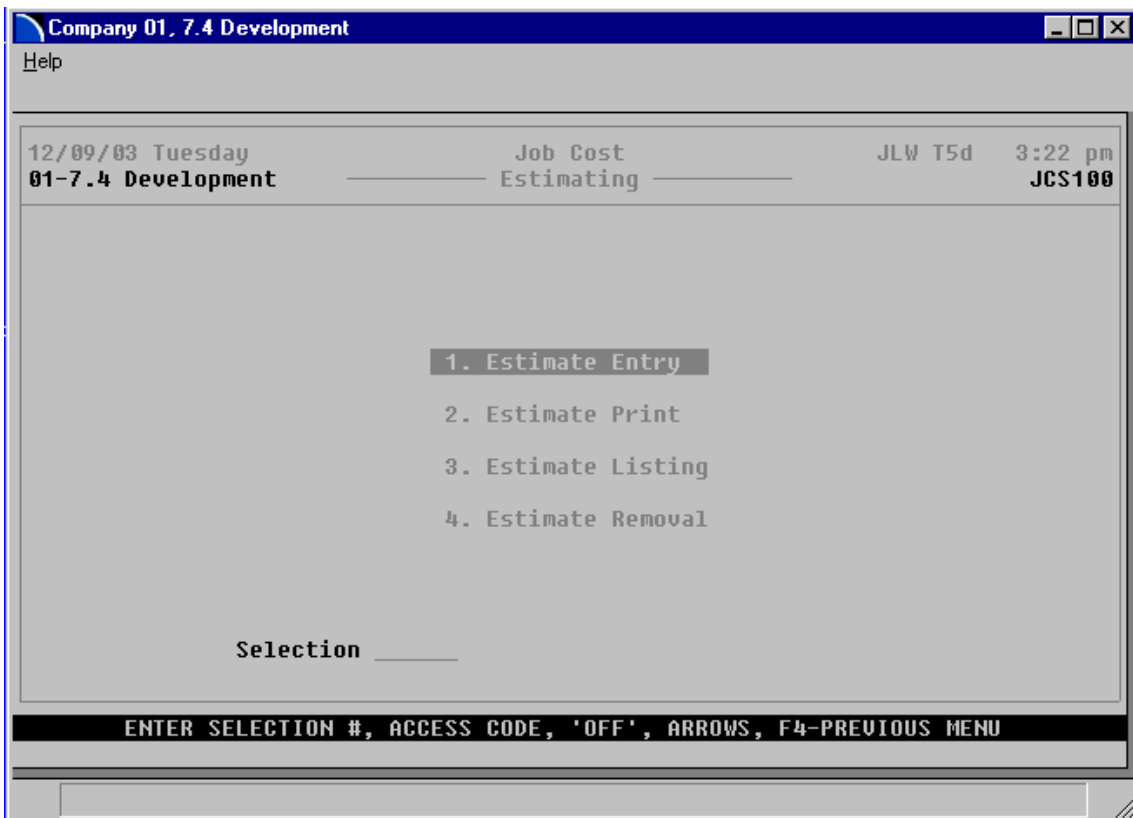 Company 01, 7.4 Development
Help
12/09/03 Tuesday Job Cost JLW T5d 3:22 pm
01-7.4 Development Estimating JCS100
1. Estimate Entry
2. Estimate Print
3. Estimate Listing
4. Estimate Removal
Selection ______
ENTER SELECTION #, ACCESS CODE, 'OFF', ARROWS, F4-PREVIOUS MENU